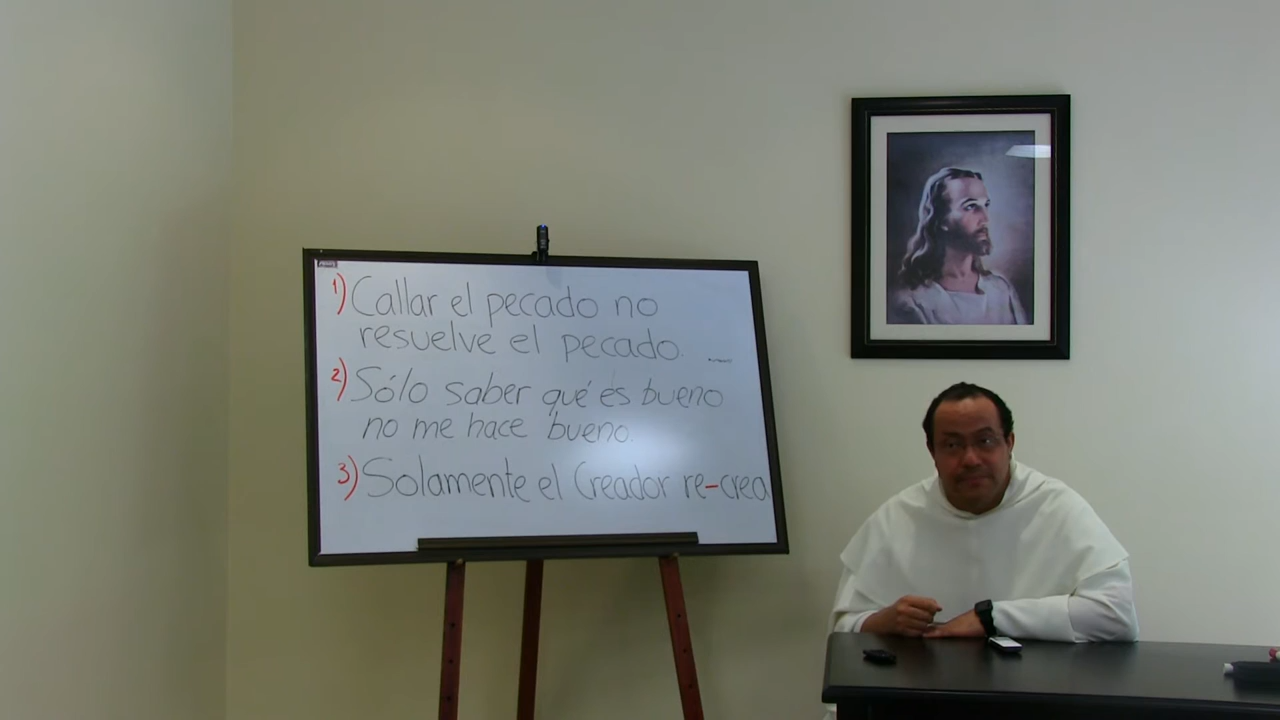 1) Callar el pecado no
resuelve el pecado.
2) Sólo saber qué es bueno
no me hace bueno.
3) Solamente el Creador re-crea